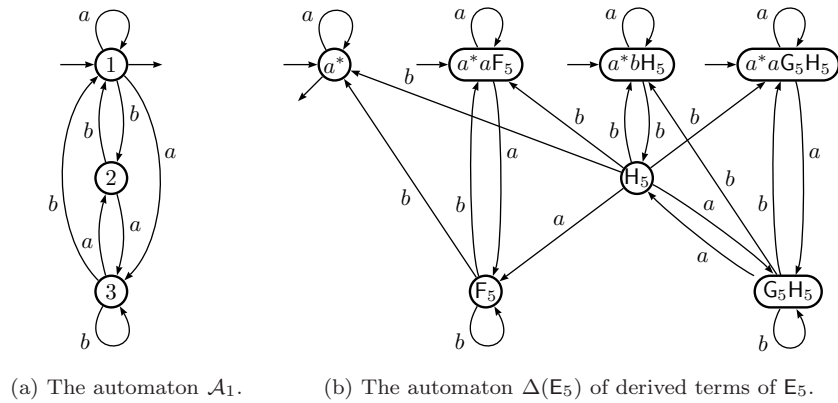 a a a a a
1 a* a*aF₅ a*bH₅ a*aG₅H₅
b b b b b b b
b a b a b a
2 H₅ b
b a a a b a a
3 F₅ G₅H₅
b b b
(a) The automaton 𝒜₁. (b) The automaton Δ(E₅) of derived terms of E₅.